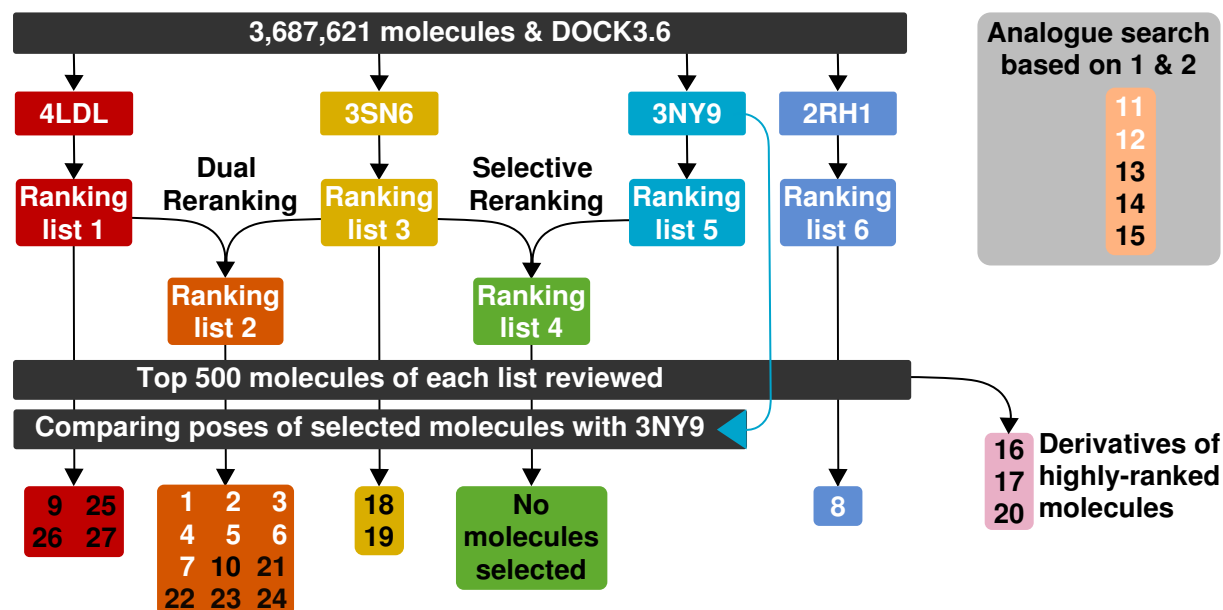 3,687,621 molecules & DOCK3.6
Analogue search
based on 1 & 2
11
12
13
14
15
4LDL
3SN6
3NY9
2RH1
Dual
Reranking
Selective
Reranking
Ranking
list 1
Ranking
list 3
Ranking
list 5
Ranking
list 6
Ranking
list 2
Ranking
list 4
Top 500 molecules of each list reviewed
Comparing poses of selected molecules with 3NY9
9 25
26 27
1 2 3
4 5 6
7 10 21
22 23 24
18
19
No
molecules
selected
8
16
17
20
Derivatives of
highly-ranked
molecules